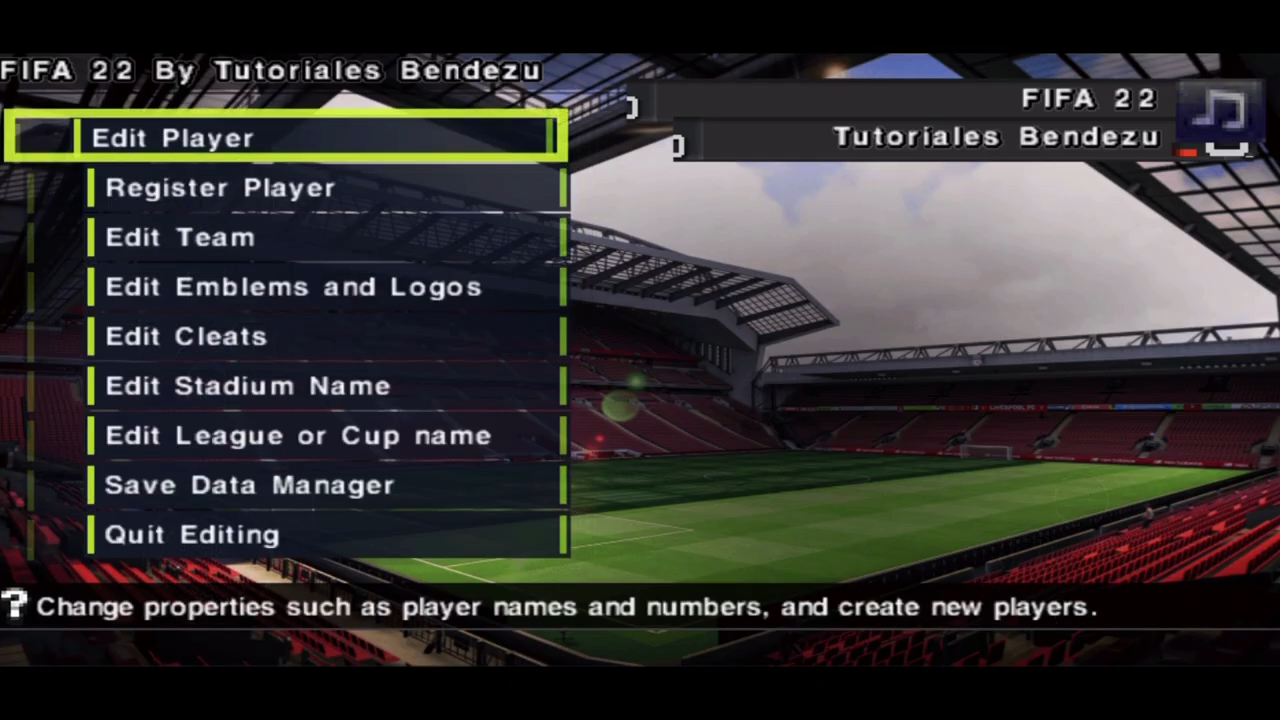 FIFA 22 By Tutoriales Bendezu
FIFA 22
Tutoriales Bendezu
Edit Player
Register Player
Edit Team
Edit Emblems and Logos
Edit Cleats
Edit Stadium Name
Edit League or Cup name
Save Data Manager
Quit Editing
? Change properties such as player names and numbers, and create new players.